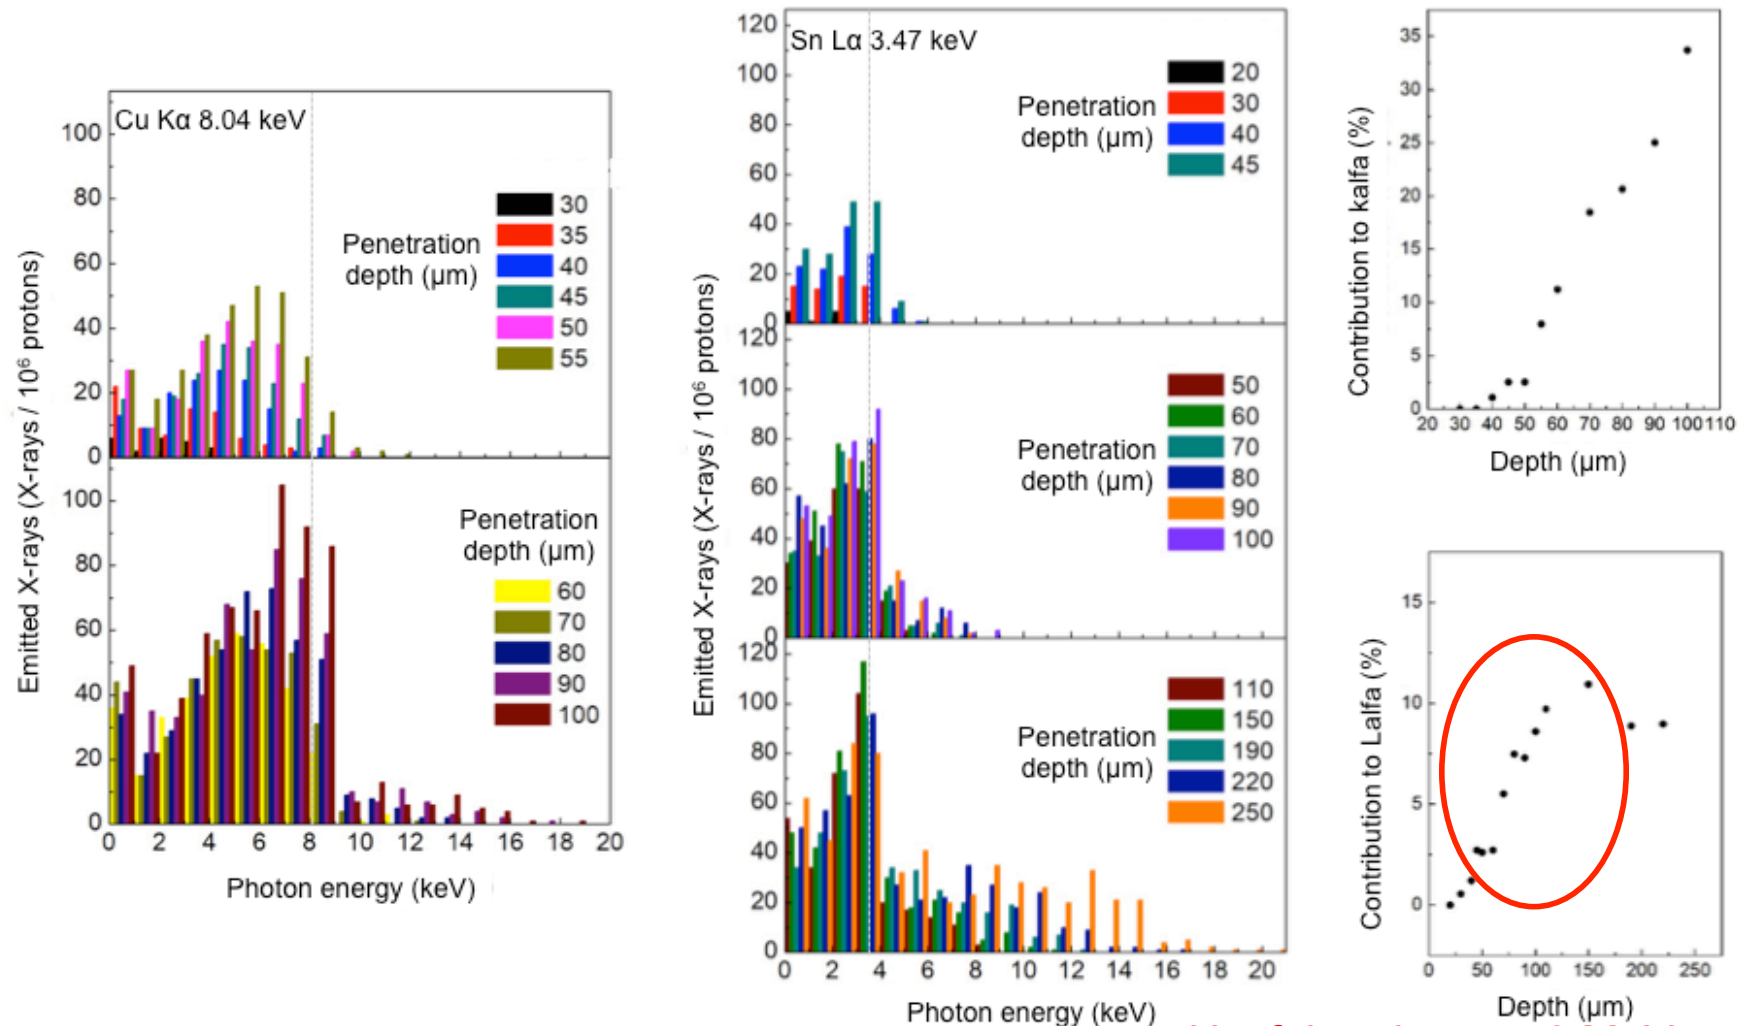 Cu Kα 8.04 keV
Emitted X-rays (X-rays / 10⁶ protons)
100
80
60
40
20
0
Penetration
depth (µm)
30
35
40
45
50
55
100
80
60
40
20
0
Penetration
depth (µm)
60
70
80
90
100
0 2 4 6 8 10 12 14 16 18 20
Photon energy (keV)
Sn Lα 3.47 keV
Emitted X-rays (X-rays / 10⁶ protons)
120
100
80
60
40
20
0
Penetration
depth (µm)
20
30
40
45
120
80
60
40
20
0
Penetration
depth (µm)
50
60
70
80
90
100
120
100
80
60
40
20
0
Penetration
depth (µm)
110
150
190
220
250
0 2 4 6 8 10 12 14 16 18 20
Photon energy (keV)
Contribution to kalfa (%)
35
30
25
20
15
10
5
0
20 30 40 50 60 70 80 90 100 110
Depth (µm)
Contribution to Lalfa (%)
15
10
5
0
0 50 100 150 200 250
Depth (µm)